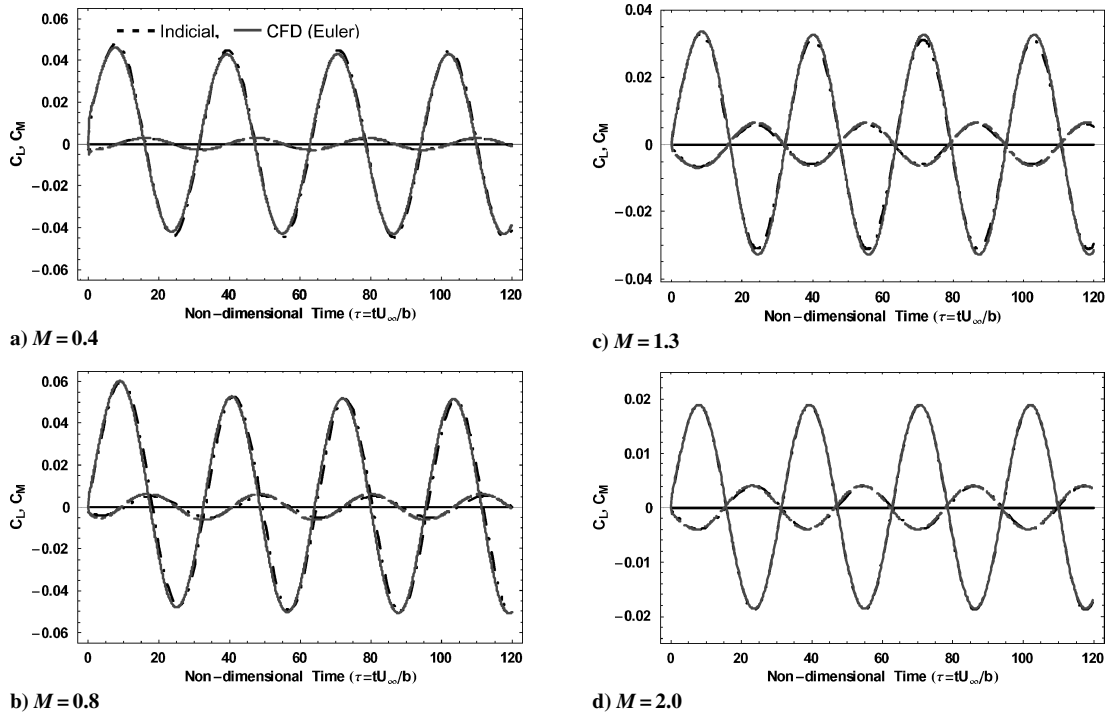 0.06
0.04
0.02
0
−0.02
−0.04
−0.06
C_L, C_M
Indicial,
CFD (Euler)
0 20 40 60 80 100 120
Non−dimensional Time (τ=tU∞/b)
a) M = 0.4
0.04
0.02
0
−0.02
−0.04
C_L, C_M
0 20 40 60 80 100 120
Non−dimensional Time (τ=tU∞/b)
c) M = 1.3
0.06
0.04
0.02
0
−0.02
−0.04
−0.06
C_L, C_M
0 20 40 60 80 100 120
Non−dimensional Time (τ=tU∞/b)
b) M = 0.8
0.02
0.01
0
−0.01
−0.02
C_L, C_M
0 20 40 60 80 100 120
Non−dimensional Time (τ=tU∞/b)
d) M = 2.0